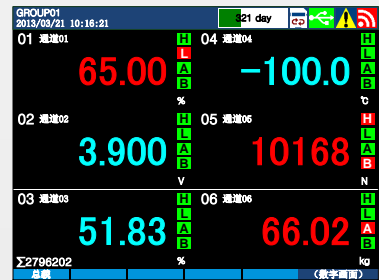 GROUP01
2013/03/21 10:16:21
321 day
01 通道01
65.00
H
L
A
B
%
04 通道04
-100.0
H
L
A
B
℃
02 通道02
3.900
H
L
A
B
V
05 通道05
10168
H
L
A
B
N
03 通道03
51.83
H
L
A
B
%
06 通道06
66.02
H
L
A
B
kg
Σ2796202
总载
(数字画面)